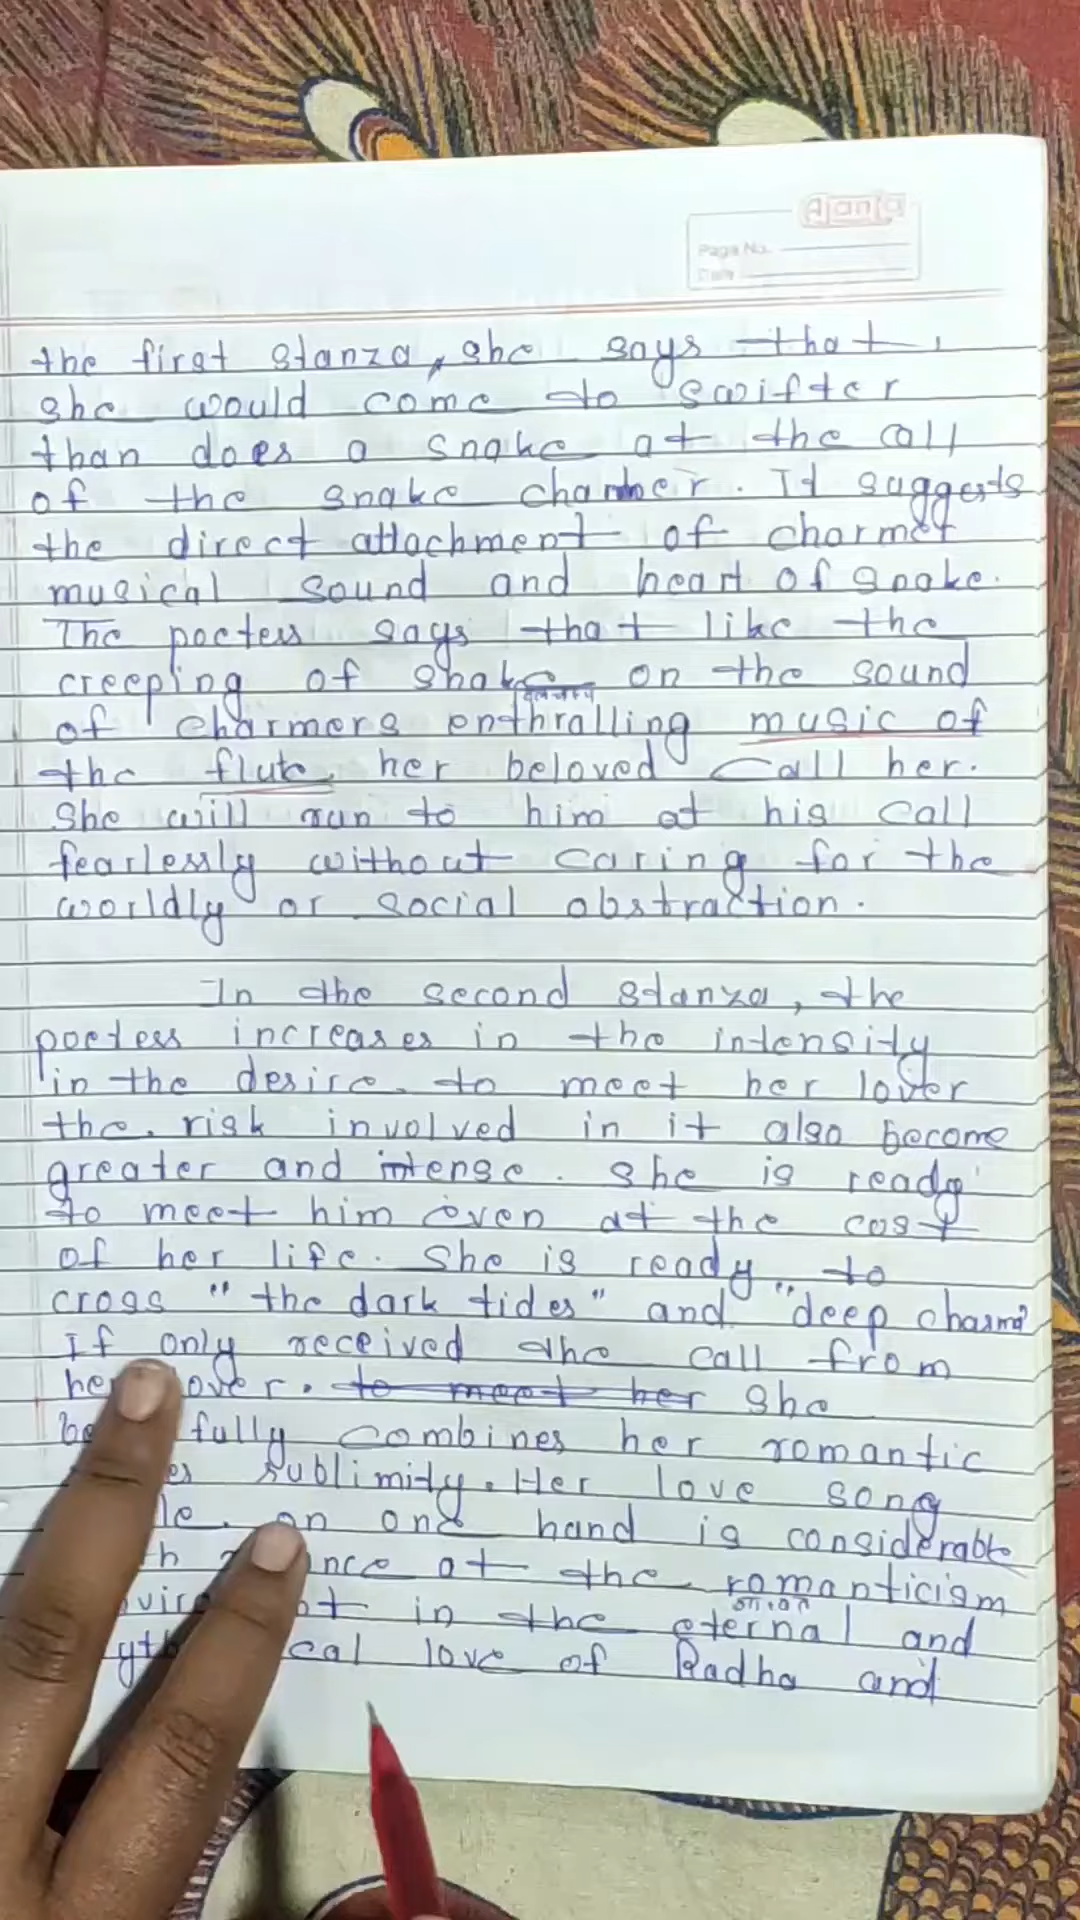 Ajanta
Page No.
Date
the first stanza, she says that,
she would come to swifter
than does a snake at the call
of the snake charmer. It suggests
the direct attachment of charmer
musical sound and heart of snake.
The poetess says that like the
creeping of snake on the sound
of charmers enthralling music of
the flute, her beloved call her.
She will run to him at his call
fearlessly without caring for the
worldly or social obstraction.
In the second stanza, the
poetess increases in the intensity
in the desire to meet her lover
the risk involved in it also become
greater and intense. She is ready
to meet him even at the cost
of her life. She is ready to
cross "the dark tides" and "deep chasms"
If only received the call from
her lover. to meet her She
fully combines her romantic
sublimity. Her love song
on one hand is considerable
at the romanticism
in the eternal and
love of Radha and